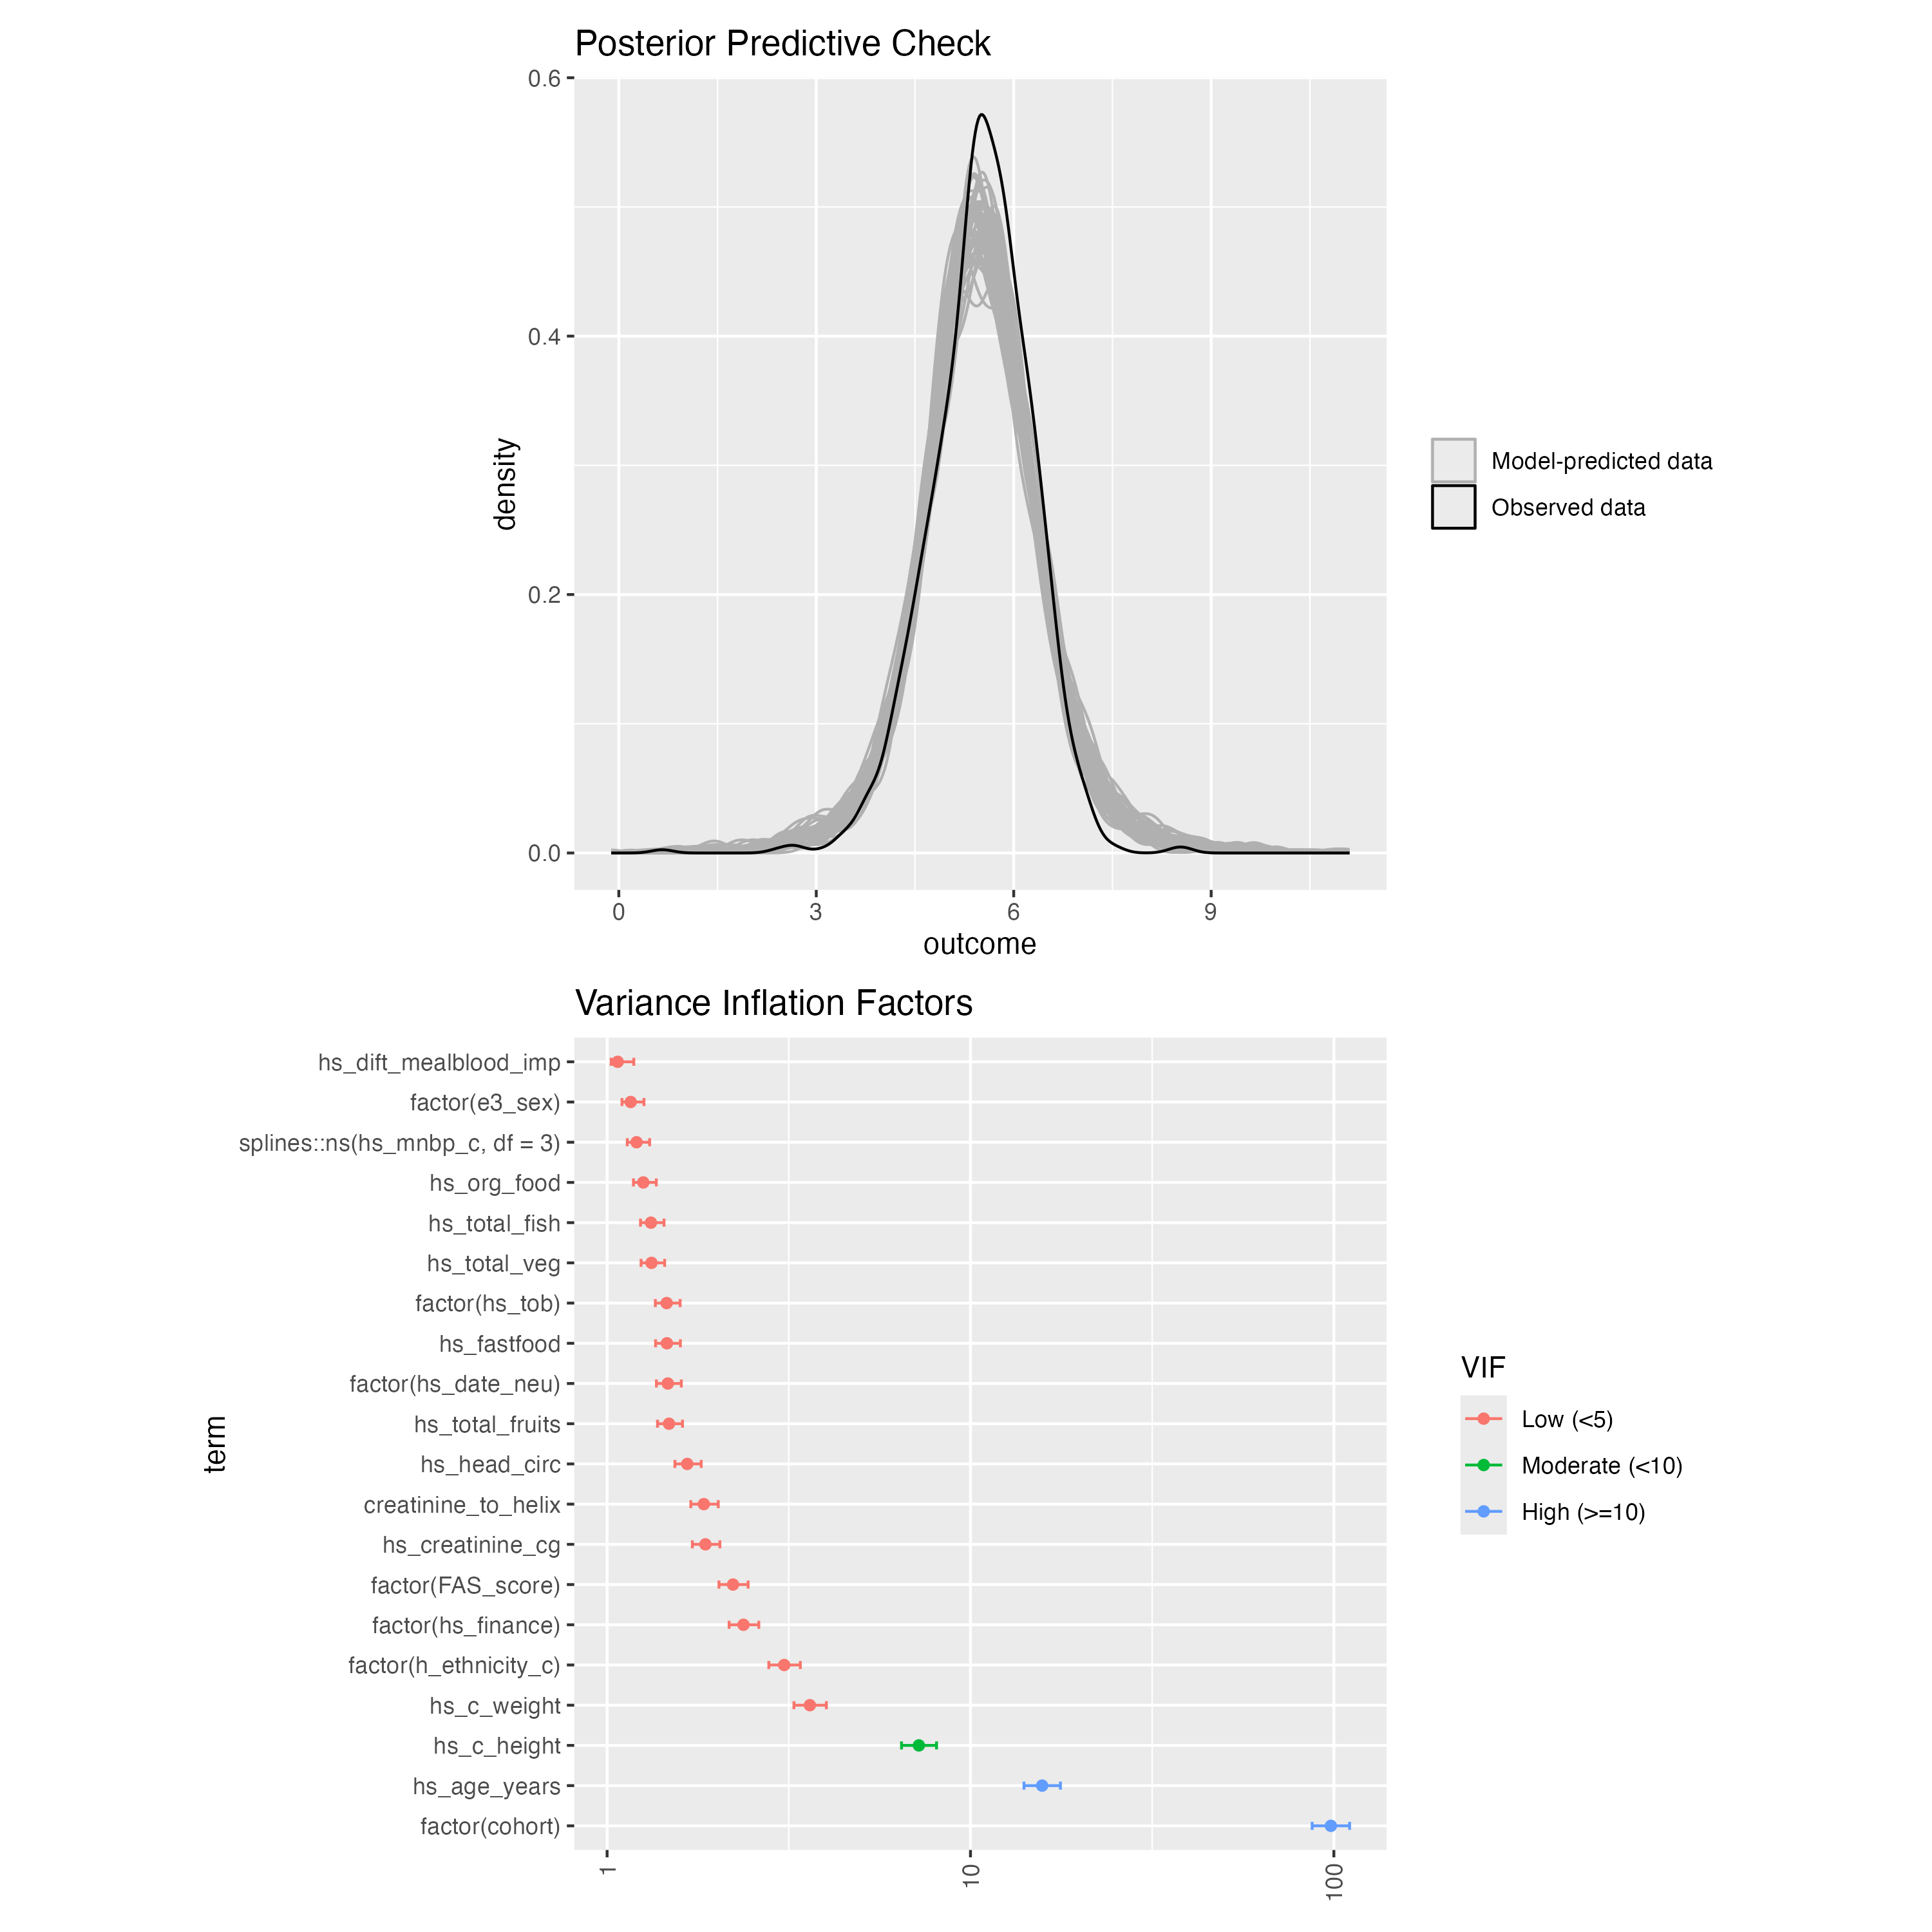 Posterior Predictive Check
0.6
0.4
0.2
0.0
density
0
3
6
9
outcome
Model-predicted data
Observed data
Variance Inflation Factors
hs_dift_mealblood_imp
factor(e3_sex)
splines::ns(hs_mnbp_c, df = 3)
hs_org_food
hs_total_fish
hs_total_veg
factor(hs_tob)
hs_fastfood
factor(hs_date_neu)
hs_total_fruits
hs_head_circ
creatinine_to_helix
hs_creatinine_cg
factor(FAS_score)
factor(hs_finance)
factor(h_ethnicity_c)
hs_c_weight
hs_c_height
hs_age_years
factor(cohort)
term
1
10
100
VIF
Low (<5)
Moderate (<10)
High (>=10)